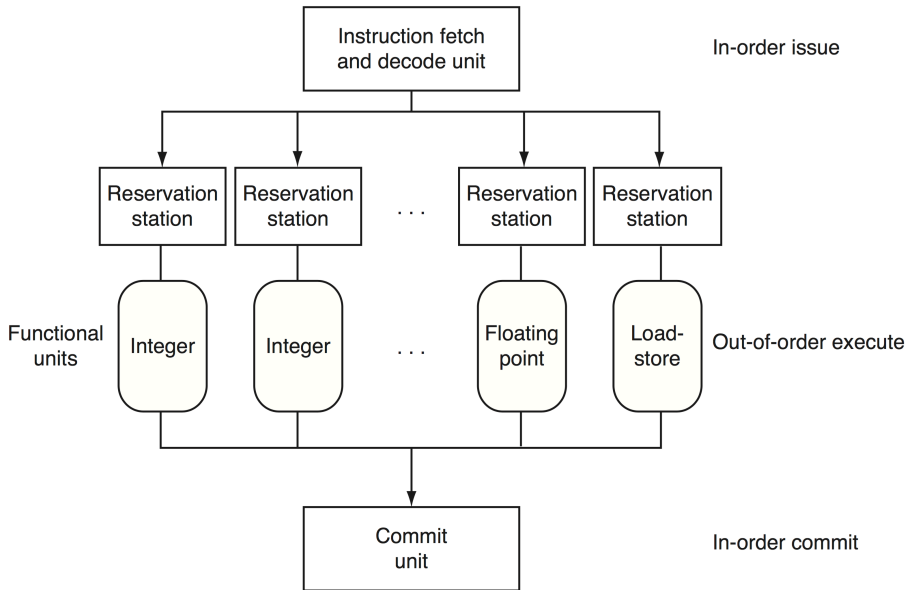 Instruction fetch
and decode unit
In-order issue
Reservation
station
Reservation
station
. . .
Reservation
station
Reservation
station
Functional
units
Integer
Integer
. . .
Floating
point
Load-
store
Out-of-order execute
Commit
unit
In-order commit